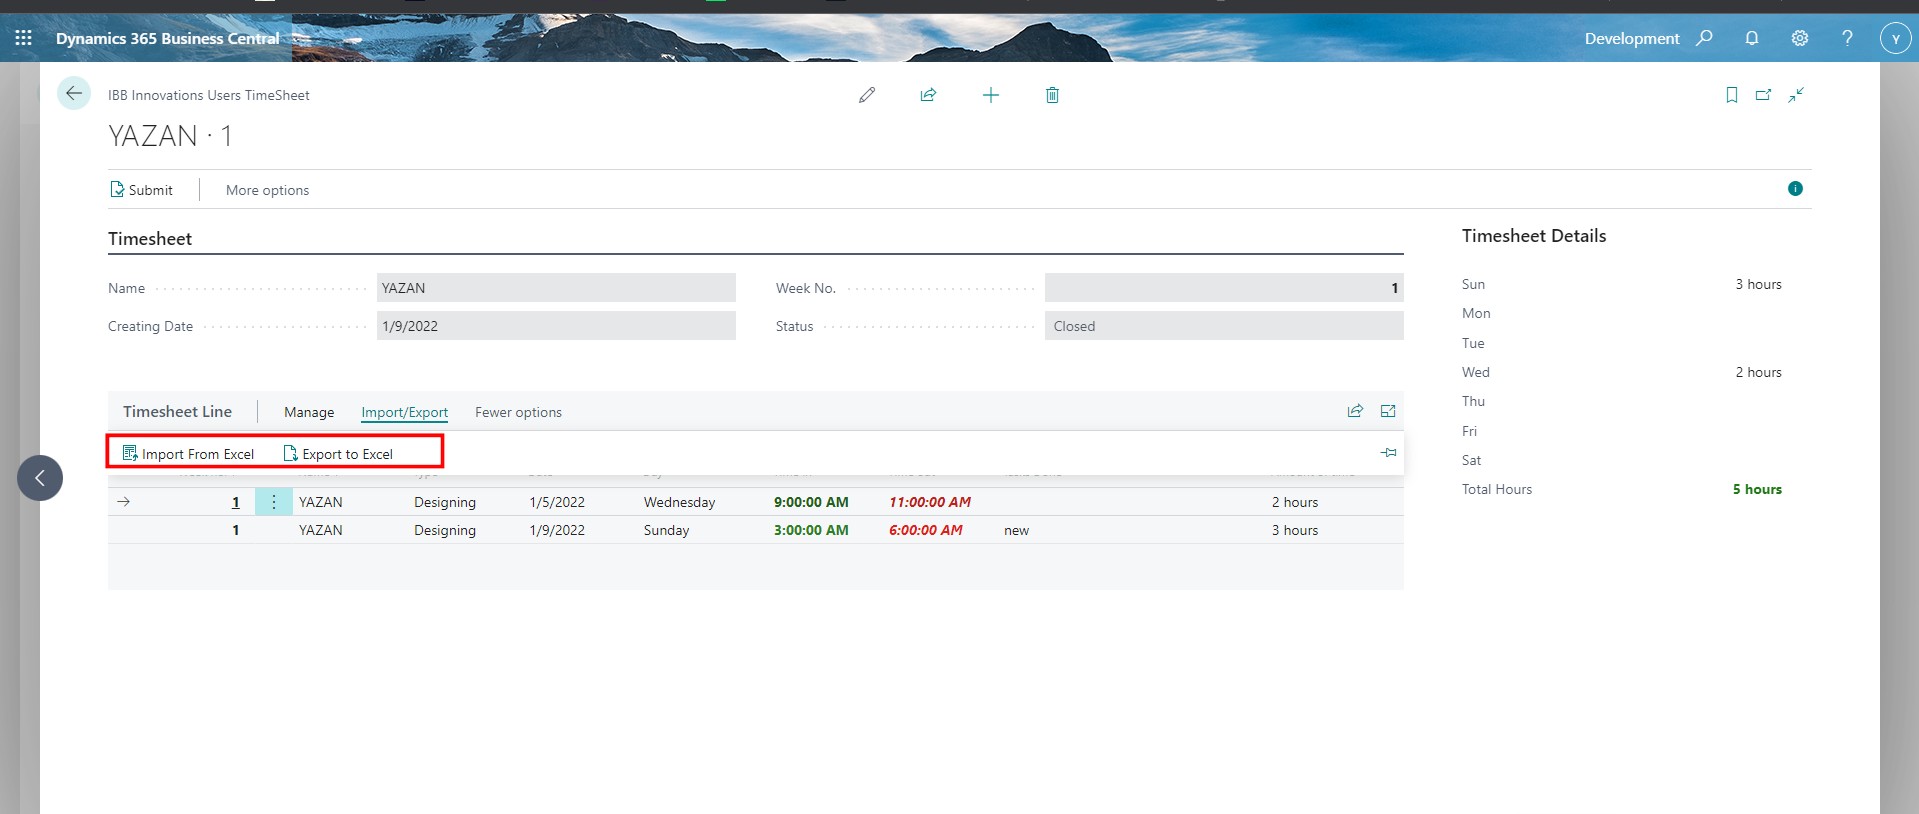 Dynamics 365 Business Central
Development
? Y
IBB Innovations Users TimeSheet
YAZAN · 1
Submit More options
Timesheet
Name YAZAN Week No. 1
Creating Date 1/9/2022 Status Closed
Timesheet Details
Sun 3 hours
Mon
Tue
Wed 2 hours
Thu
Fri
Sat
Total Hours 5 hours
Timesheet Line Manage Import/Export Fewer options
Import From Excel Export to Excel
1 YAZAN Designing 1/5/2022 Wednesday 9:00:00 AM 11:00:00 AM 2 hours
1 YAZAN Designing 1/9/2022 Sunday 3:00:00 AM 6:00:00 AM new 3 hours